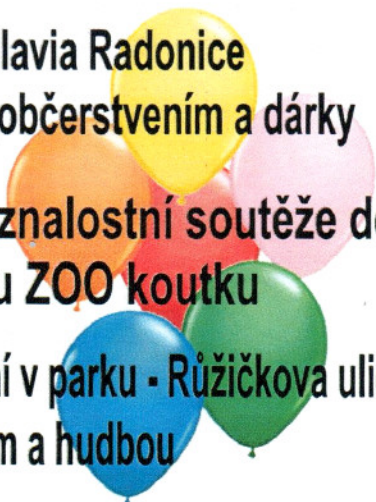 lavia Radonice
občerstvením a dárky
znalostní soutěže d
u ZOO koutku
í v parku - Růžičkova uli
m a hudbou